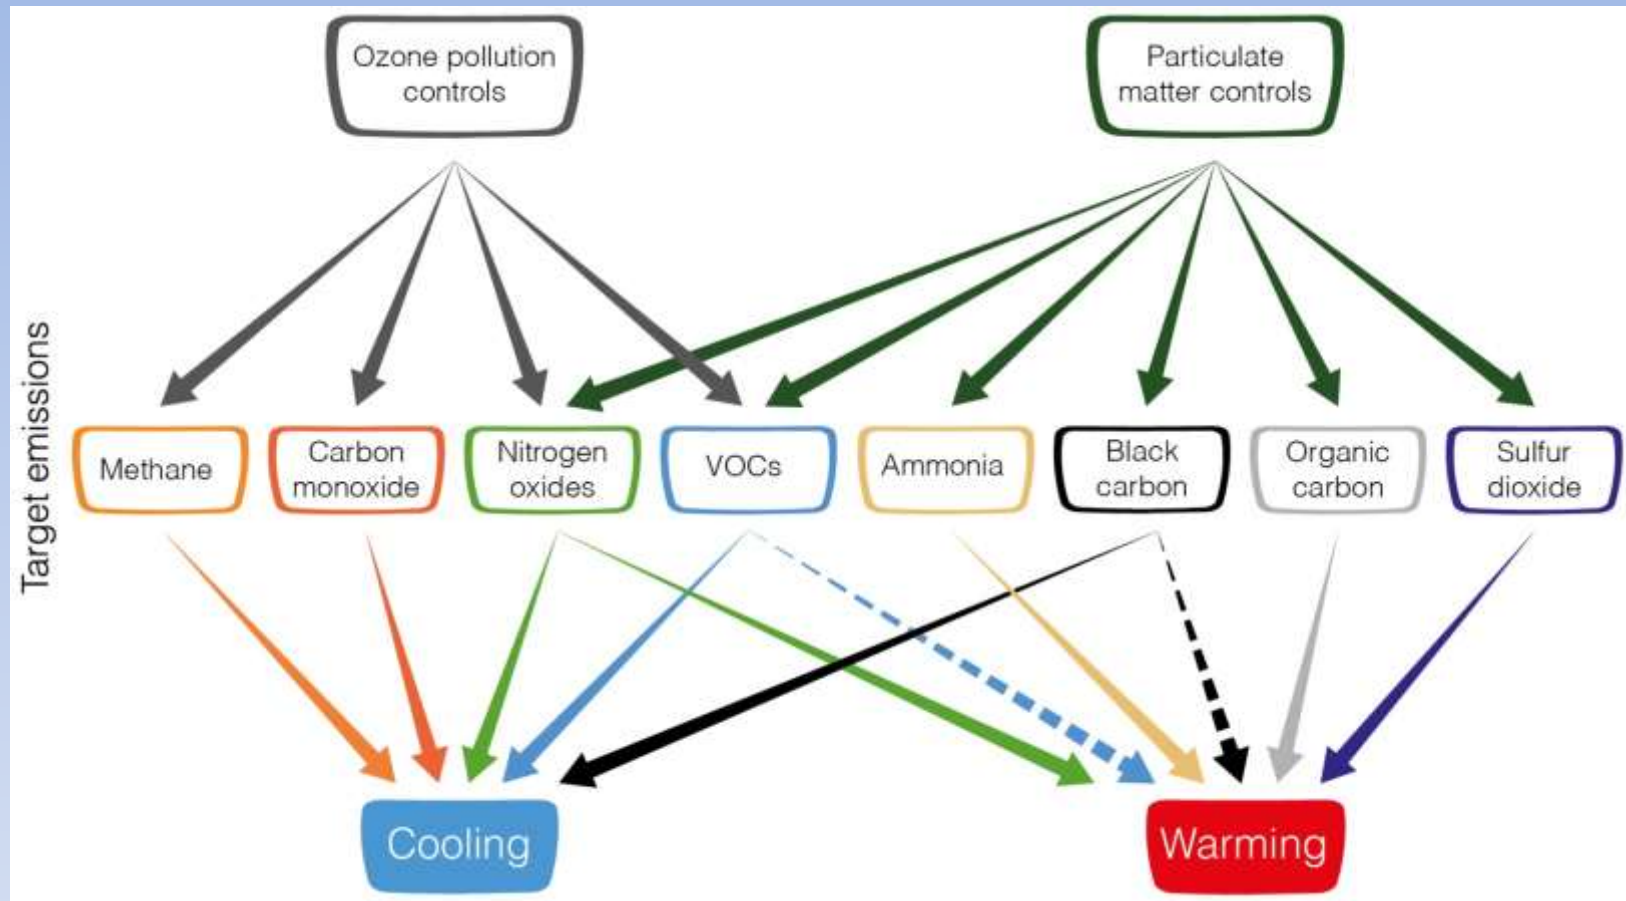 Ozone pollution
controls
Particulate
matter controls
Target emissions
Methane
Carbon
monoxide
Nitrogen
oxides
VOCs
Ammonia
Black
carbon
Organic
carbon
Sulfur
dioxide
Cooling
Warming